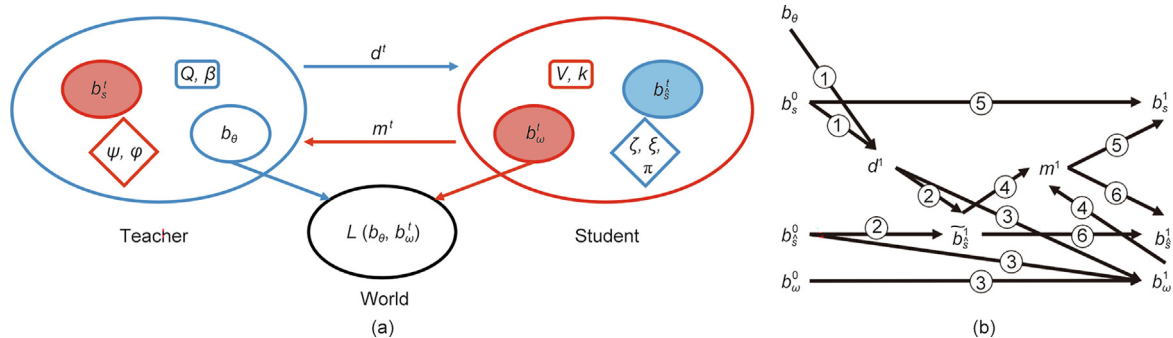 d^t
Q, β
b_s^t
b_θ
ψ, φ
Teacher
m^t
V, k
b_ŝ^t
b_ω^t
ζ, ξ,
π
Student
L (b_θ, b_ω^t)
World
(a)
b_θ
1
b_s^0
5
b_s^1
1
d^1
m^1
5
2
4
3
4
6
b_ŝ^0
2
b̃_ŝ^1
6
b_ŝ^1
3
b_ω^0
3
b_ω^1
(b)